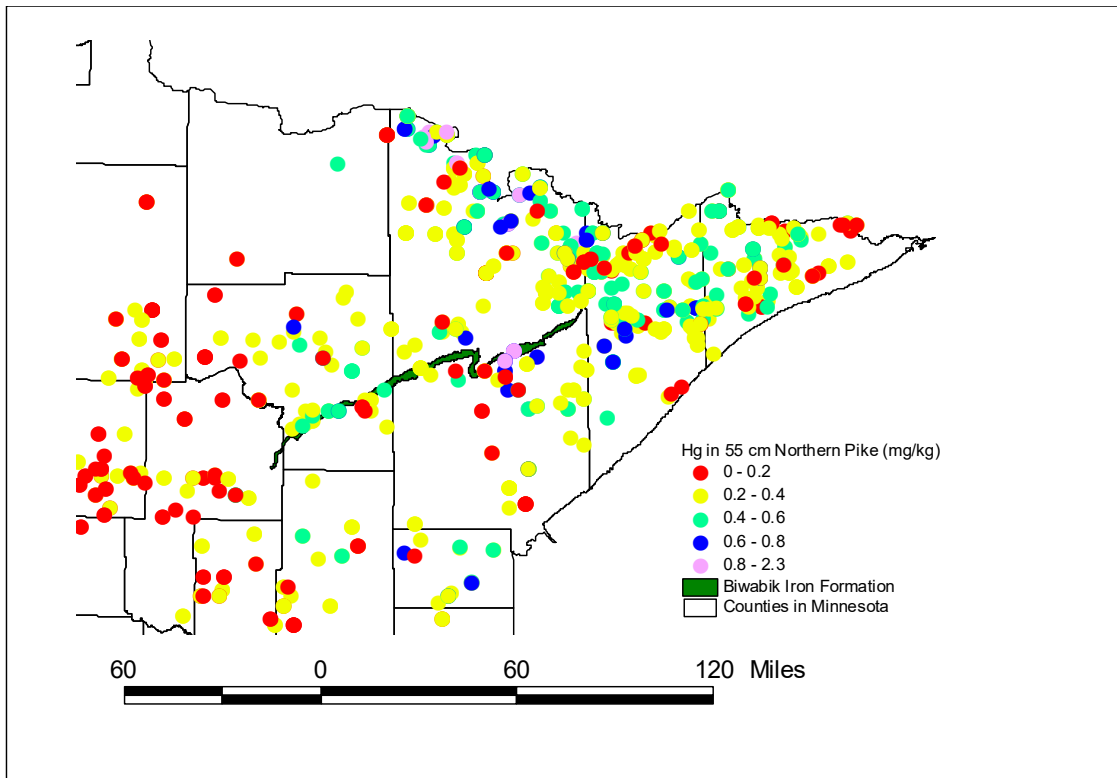 Hg in 55 cm Northern Pike (mg/kg)
0 - 0.2
0.2 - 0.4
0.4 - 0.6
0.6 - 0.8
0.8 - 2.3
Biwabik Iron Formation
Counties in Minnesota
60 0 60 120 Miles